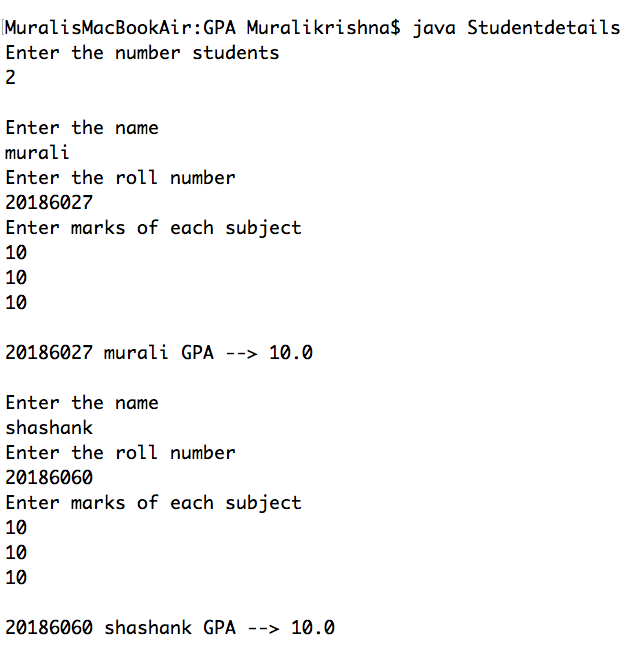 MuralisMacBookAir:GPA Muralikrishna$ java Studentdetails
Enter the number students
2
Enter the name
murali
Enter the roll number
20186027
Enter marks of each subject
10
10
10
20186027 murali GPA --> 10.0
Enter the name
shashank
Enter the roll number
20186060
Enter marks of each subject
10
10
10
20186060 shashank GPA --> 10.0